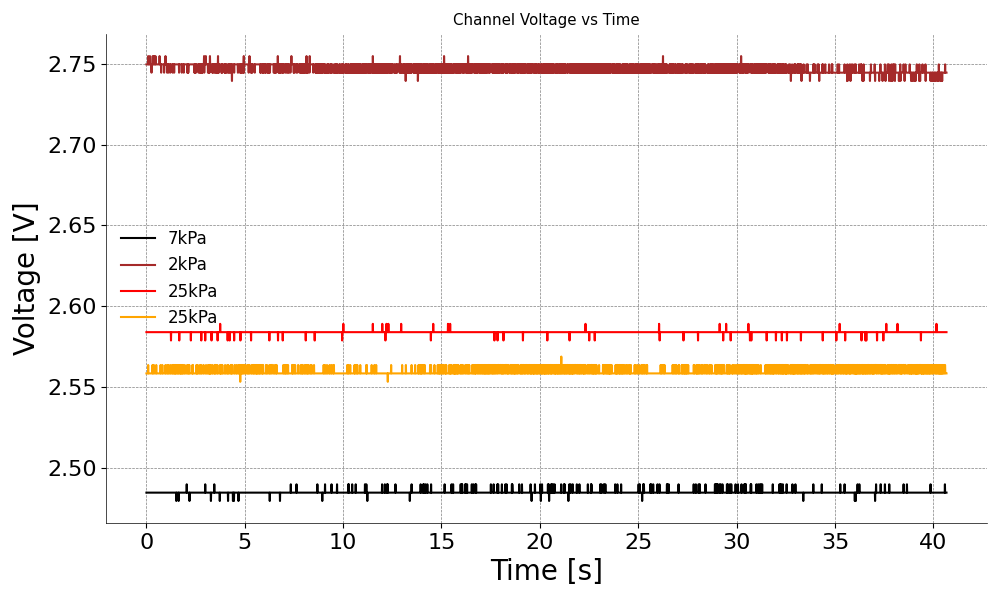 Channel Voltage vs Time
Voltage [V]
2.75
2.70
2.65
2.60
2.55
2.50
7kPa
2kPa
25kPa
25kPa
0 5 10 15 20 25 30 35 40
Time [s]